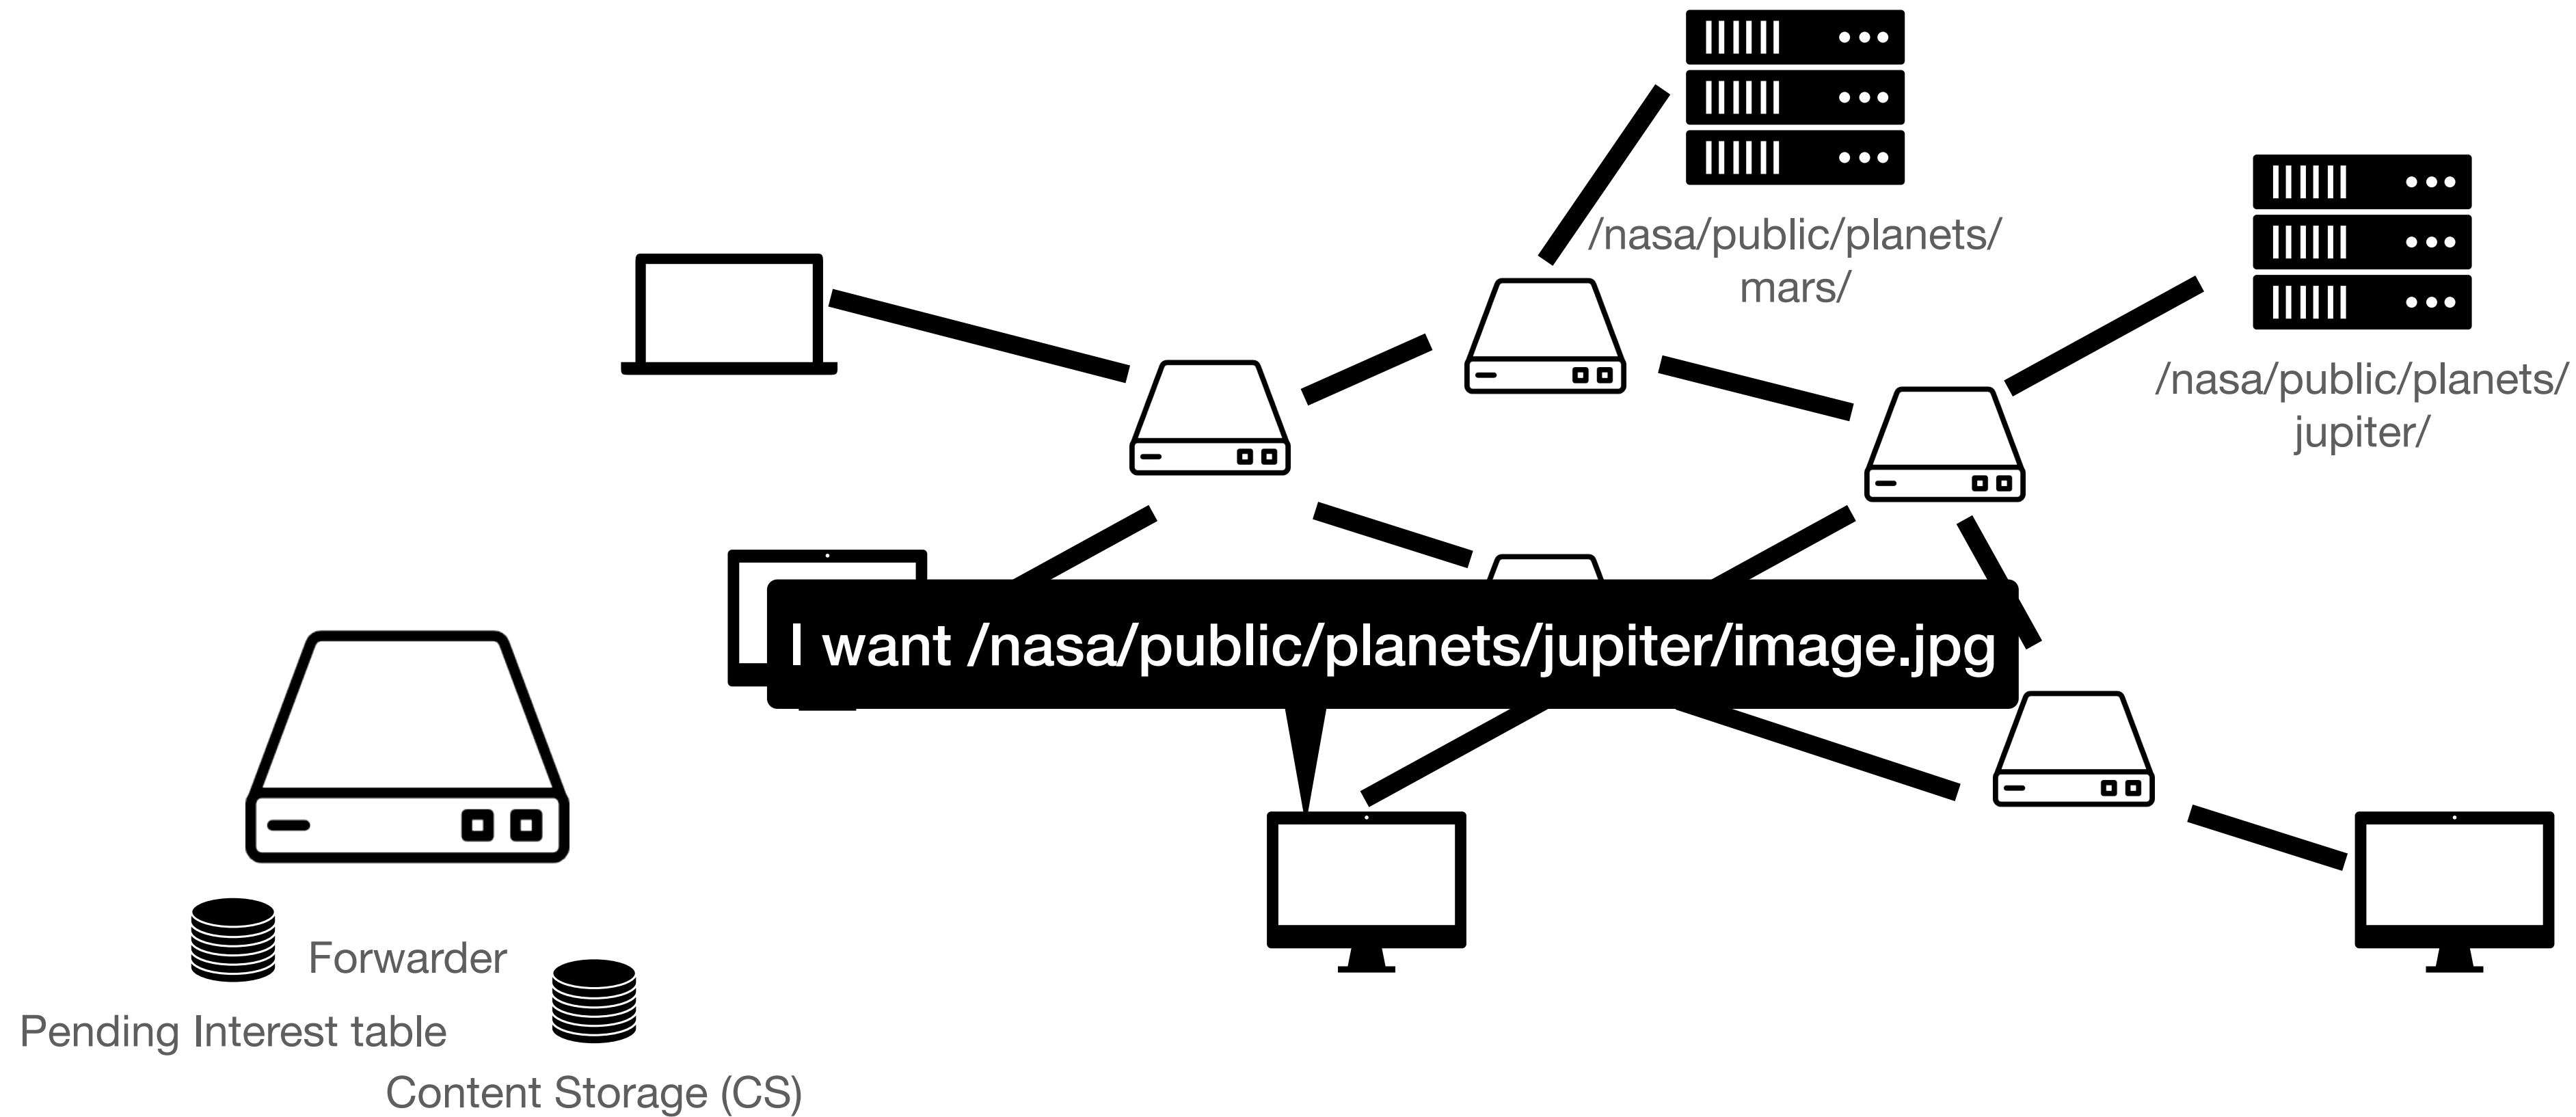 /nasa/public/planets/
mars/
/nasa/public/planets/
jupiter/
I want /nasa/public/planets/jupiter/image.jpg
Forwarder
Pending Interest table
Content Storage (CS)